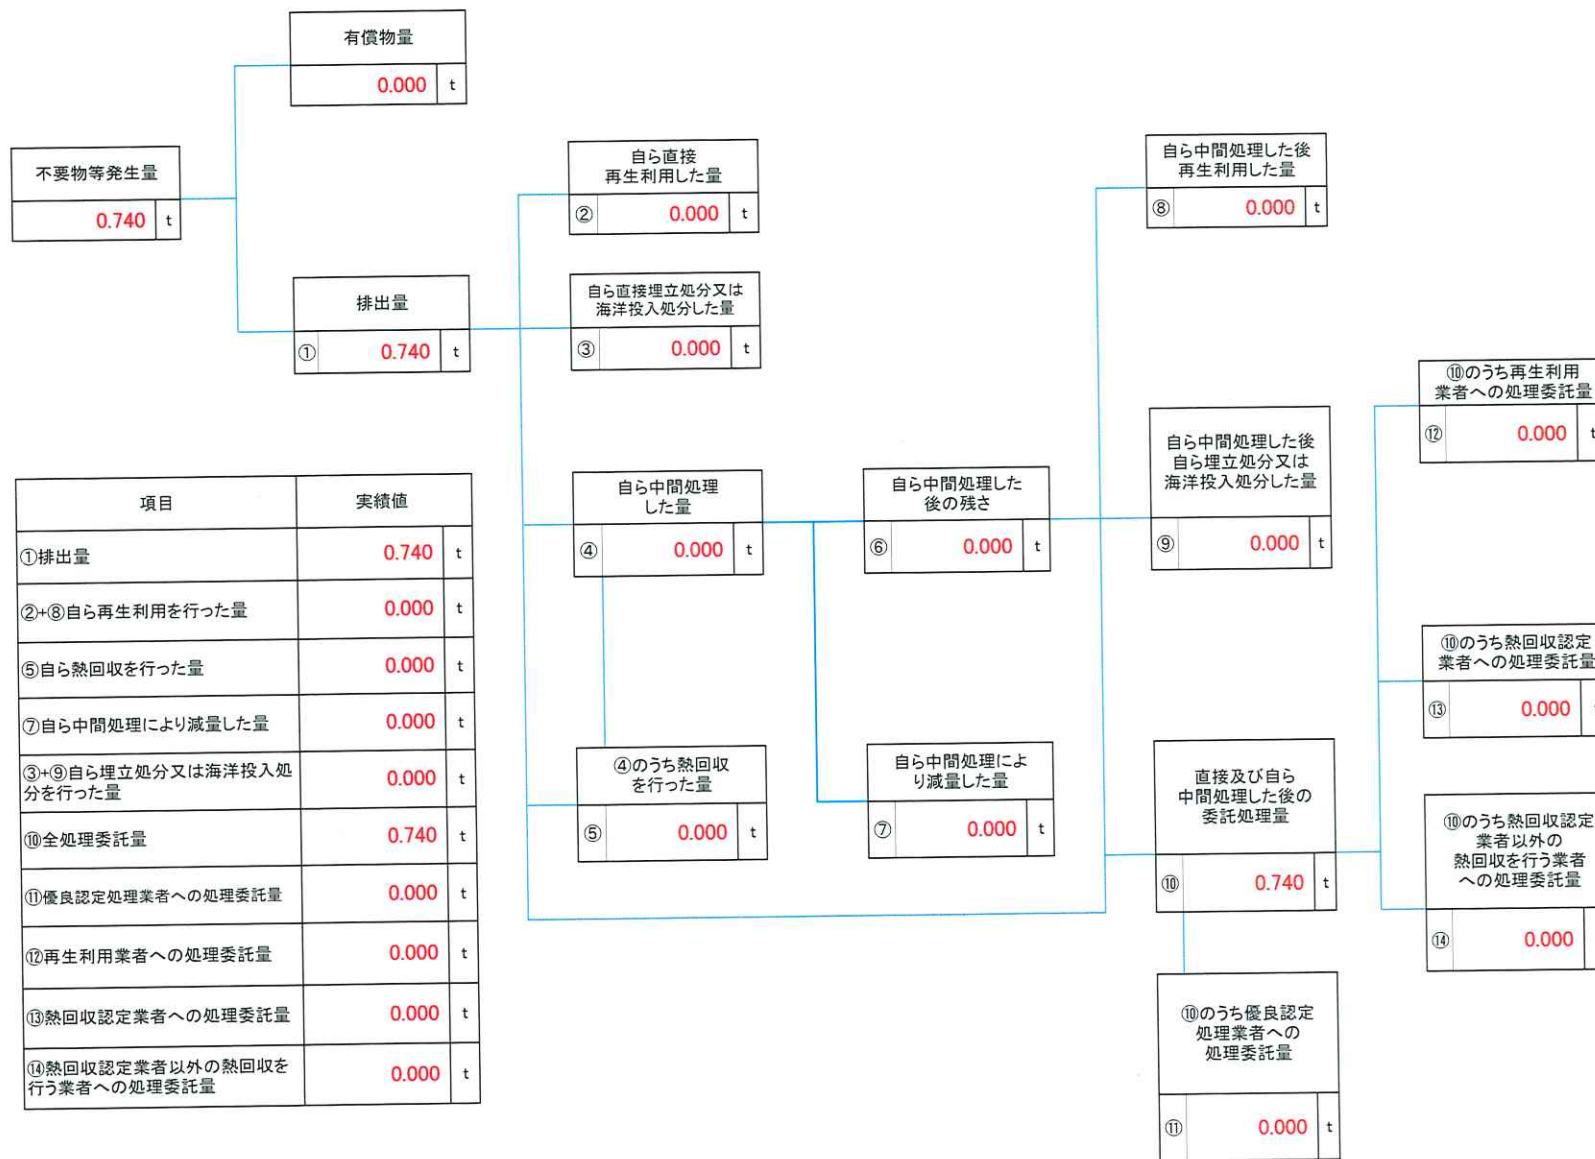 有償物量
0.000 t
不要物等発生量
0.740 t
排出量
① 0.740 t
自ら直接
再生利用した量
② 0.000 t
自ら直接埋立処分又は
海洋投入処分した量
③ 0.000 t
自ら中間処理
した量
④ 0.000 t
④のうち熱回収
を行った量
⑤ 0.000 t
自ら中間処理した
後の残さ
⑥ 0.000 t
自ら中間処理によ
り減量した量
⑦ 0.000 t
自ら中間処理した後
再生利用した量
⑧ 0.000 t
自ら中間処理した後
自ら埋立処分又は
海洋投入処分した量
⑨ 0.000 t
直接及び自ら
中間処理した後の
委託処理量
⑩ 0.740 t
⑩のうち優良認定
処理業者への
処理委託量
⑪ 0.000 t
⑩のうち再生利用
業者への処理委託量
⑫ 0.000 t
⑩のうち熱回収認定
業者への処理委託量
⑬ 0.000
⑩のうち熱回収認定
業者以外の
熱回収を行う業者
への処理委託量
⑭ 0.000
項目 実績値
①排出量 0.740 t
②+⑧自ら再生利用を行った量 0.000 t
⑤自ら熱回収を行った量 0.000 t
⑦自ら中間処理により減量した量 0.000 t
③+⑨自ら埋立処分又は海洋投入処
分を行った量 0.000 t
⑩全処理委託量 0.740 t
⑪優良認定処理業者への処理委託量 0.000 t
⑫再生利用業者への処理委託量 0.000 t
⑬熱回収認定業者への処理委託量 0.000 t
⑭熱回収認定業者以外の熱回収を
行う業者への処理委託量 0.000 t